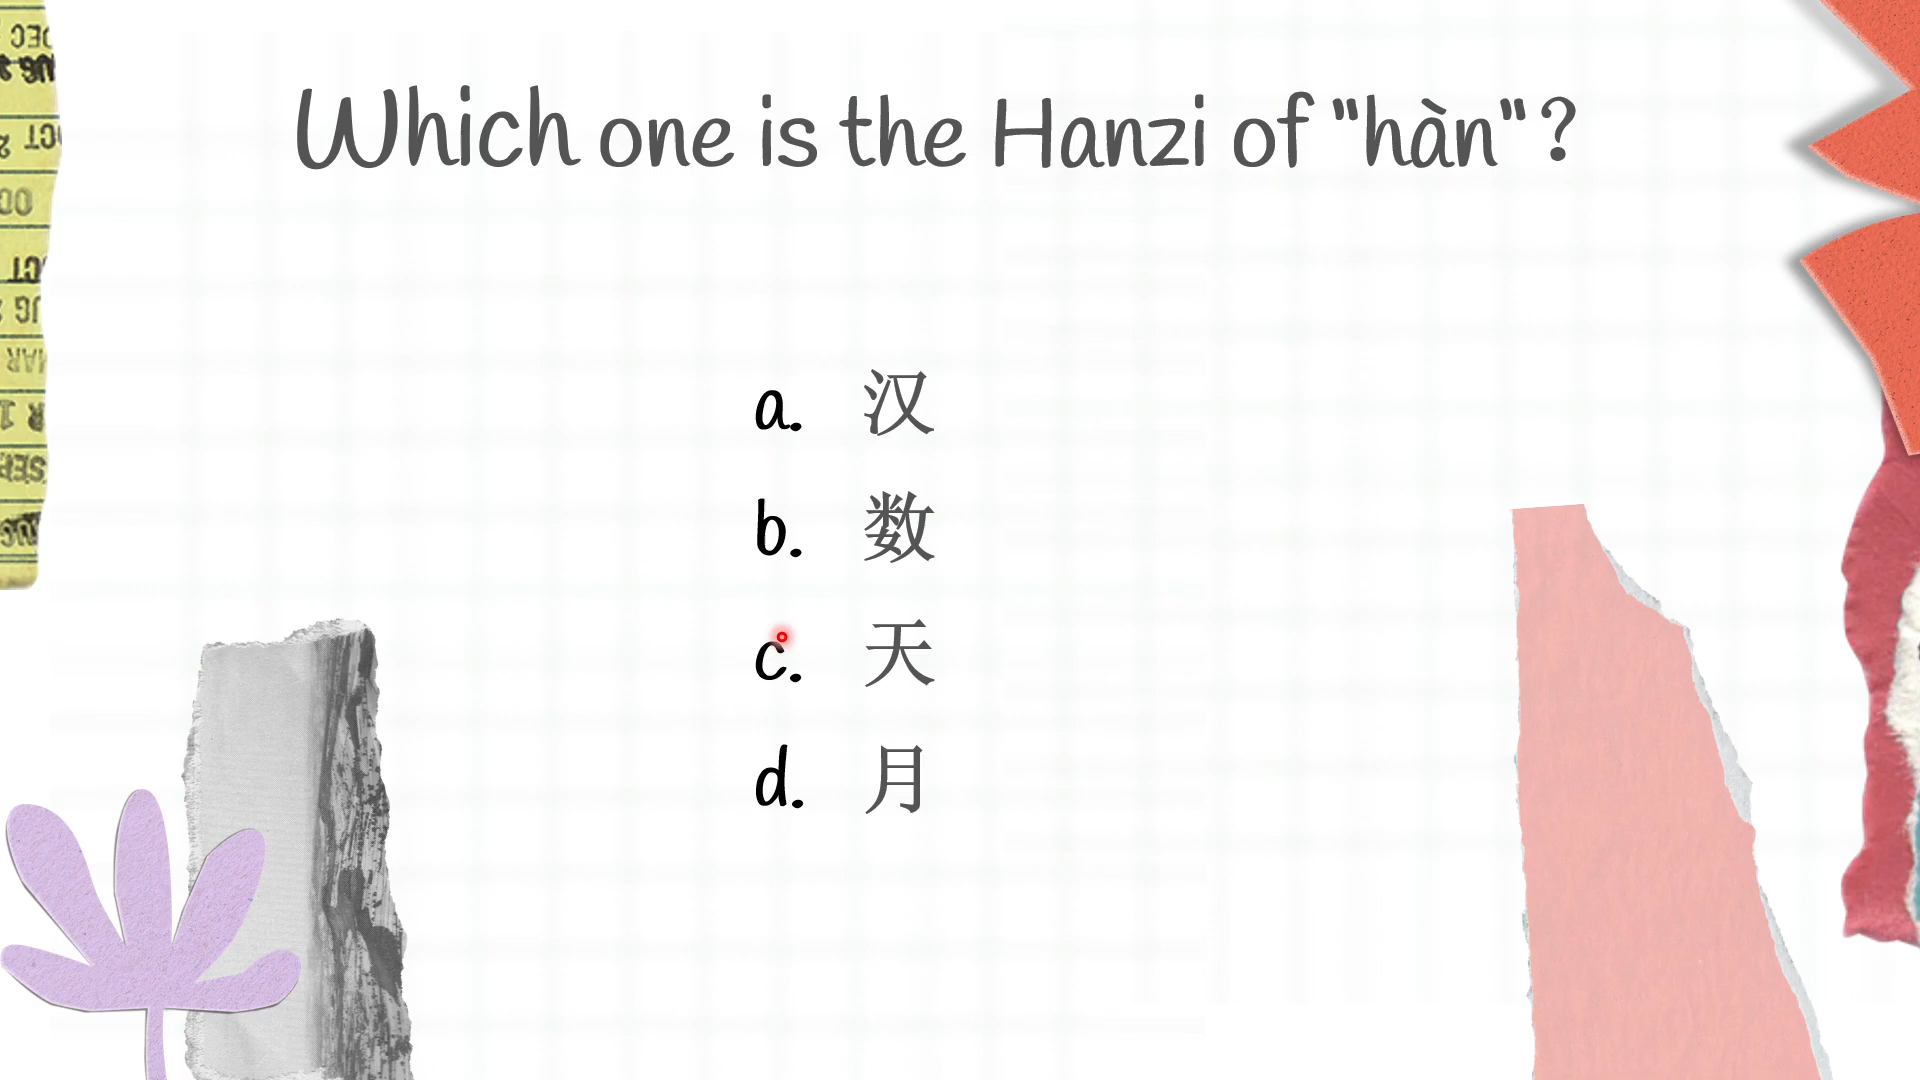 Which one is the Hanzi of "hàn"?
a. 汉
b. 数
c. 天
d. 月